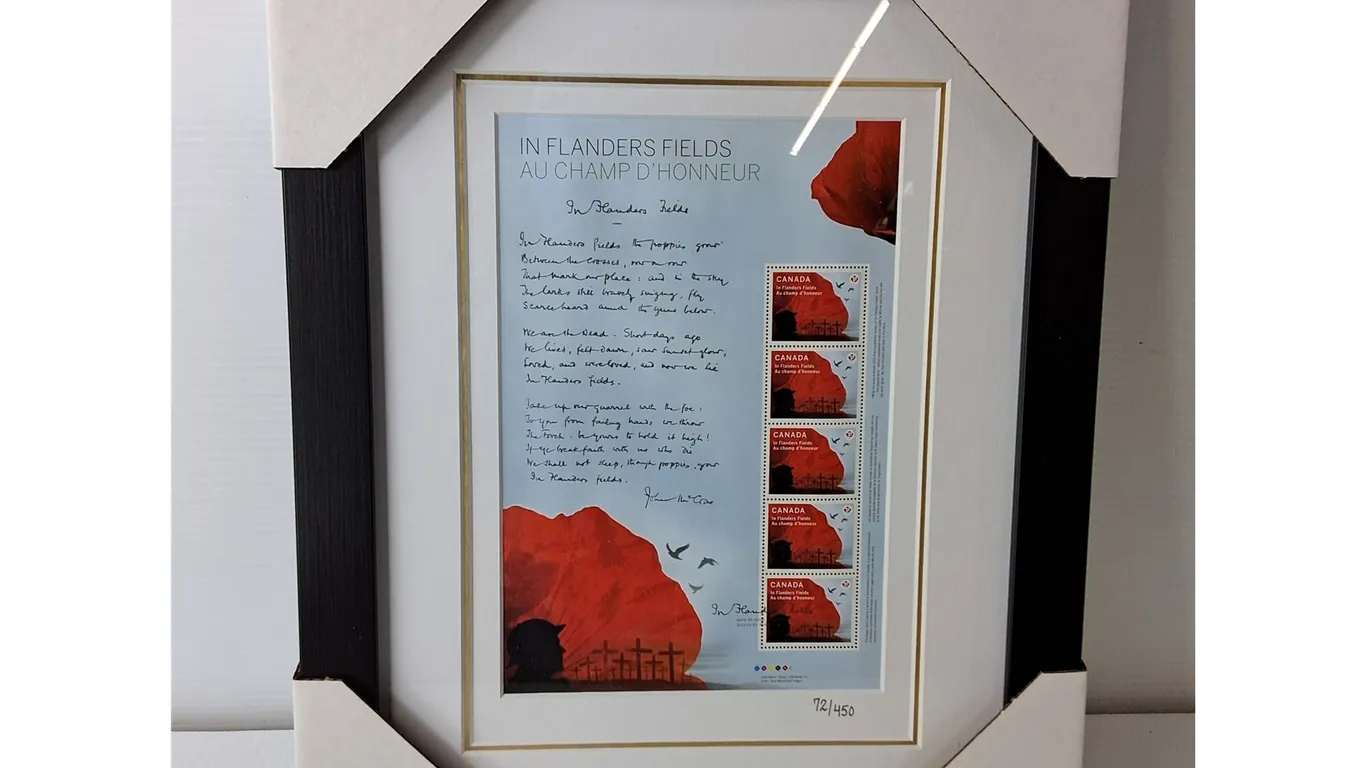 IN FLANDERS FIELDS
AU CHAMP D'HONNEUR
In Flanders Fields
In Flanders fields the poppies grow
Between the crosses, row on row
That mark our place : and in the sky
The larks still bravely singing, fly
Scarce heard amid the guns below.
We are the Dead. Short days ago
We lived, felt dawn, saw sunset glow,
Loved, and were loved, and now we lie
In Flanders fields.
Take up our quarrel with the foe :
To you from failing hands we throw
The torch : be yours to hold it high!
If ye break faith with us who die
We shall not sleep, though poppies grow
In Flanders fields.
John McCrae
CANADA
In Flanders Fields
Au champ d'honneur
CANADA
In Flanders Fields
Au champ d'honneur
CANADA
In Flanders Fields
Au champ d'honneur
CANADA
In Flanders Fields
Au champ d'honneur
CANADA
In Flanders Fields
Au champ d'honneur
In Flanders Fields
72/450